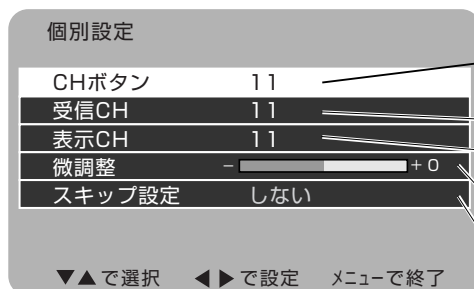 個別設定
CHボタン 11
受信CH 11
表示CH 11
微調整 － ＋ 0
スキップ設定 しない
▼▲で選択 ◀▶で設定 メニューで終了